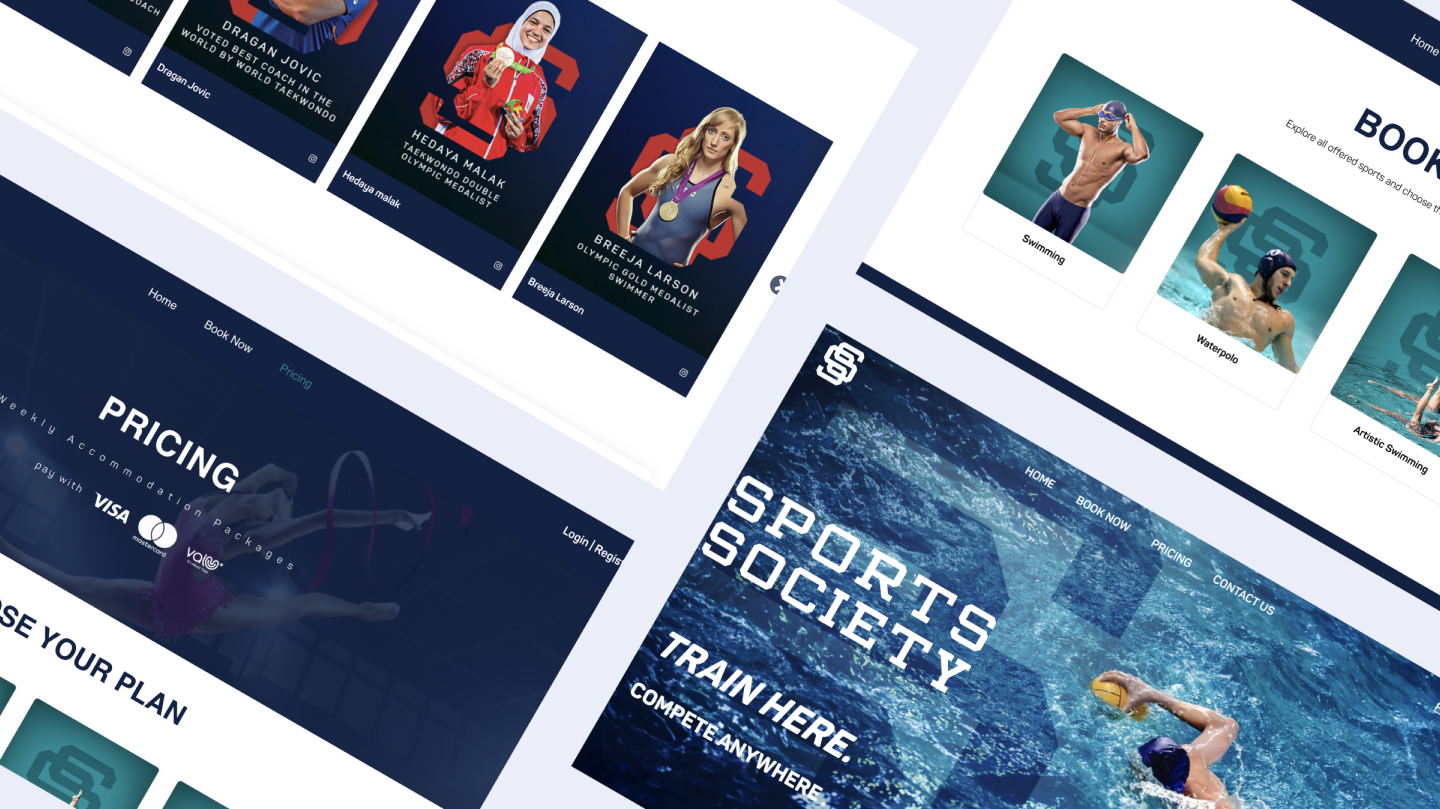 COACH
DRAGAN JOVIC
VOTED BEST COACH IN THE
WORLD BY WORLD TAEKWONDO
Dragan Jovic
HEDAYA MALAK
TAEKWONDO DOUBLE
OLYMPIC MEDALIST
Hedaya malak
BREEJA LARSON
OLYMPIC GOLD MEDALIST
SWIMMER
Breeja Larson
Home
BOOK
Explore all offered sports and choose
Swimming
Waterpolo
Artistic Swimming
Home
Book Now
Pricing
PRICING
Weekly Accommodation Packages
pay with
VISA
mastercard
valu
Login | Regis
YOUR PLAN
SPORTS
SOCIETY
HOME
BOOK NOW
PRICING
CONTACT US
TRAIN HERE.
COMPETE ANYWHERE.